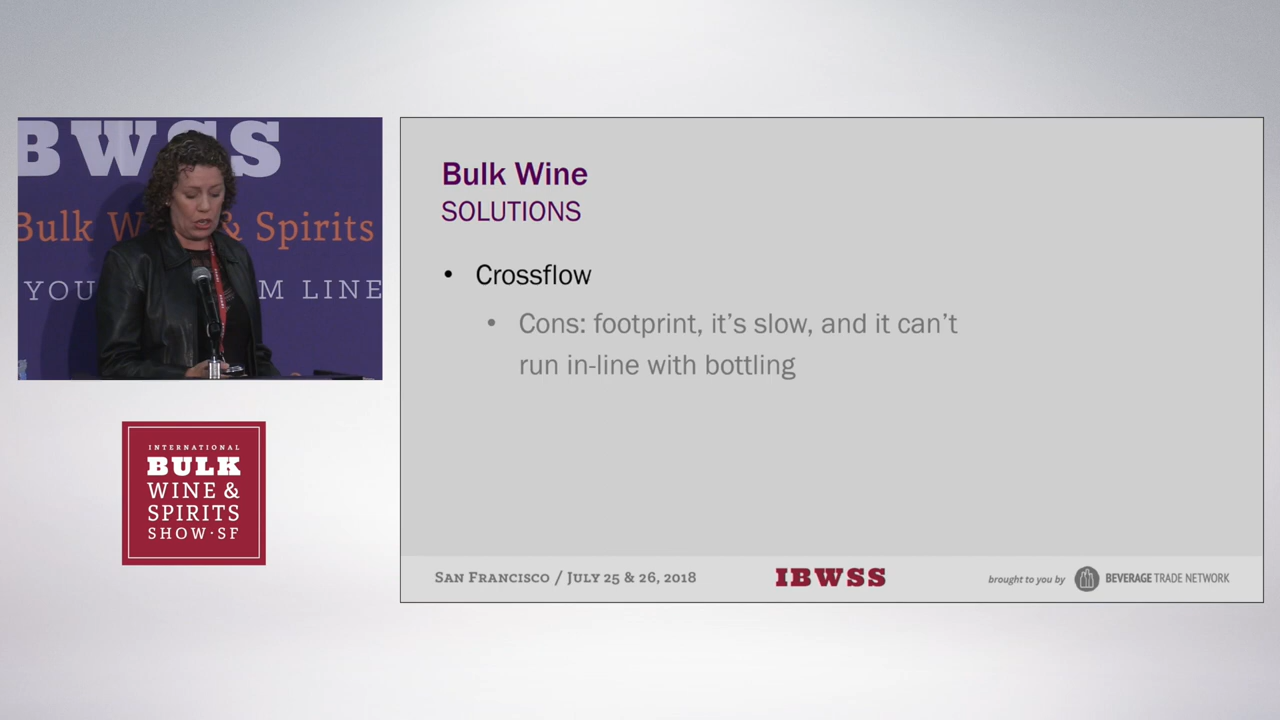 BWSS
Bulk W & Spirits
YOU M LINE
INTERNATIONAL
BULK
WINE &
SPIRITS
SHOW·SF
Bulk Wine
SOLUTIONS
• Crossflow
• Cons: footprint, it's slow, and it can't
run in-line with bottling
San Francisco / July 25 & 26, 2018
IBWSS
brought to you by
BEVERAGE TRADE NETWORK